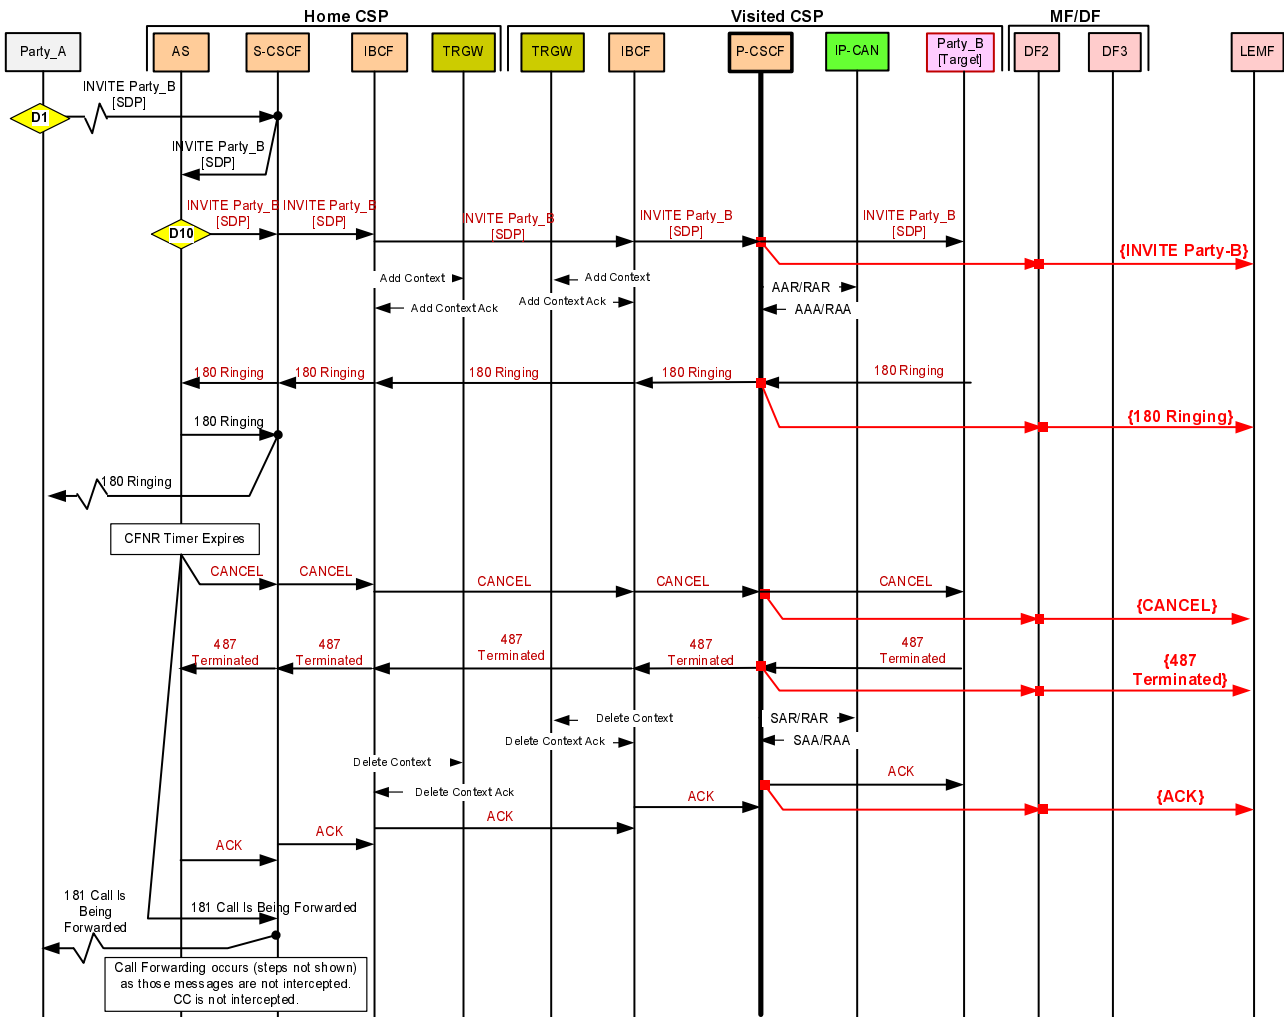 Home CSP
Visited CSP
MF/DF
Party_A
AS
S-CSCF
IBCF
TRGW
TRGW
IBCF
P-CSCF
IP-CAN
Party_B
[Target]
DF2
DF3
LEMF
INVITE Party_B
[SDP]
D1
INVITE Party_B
[SDP]
D10
INVITE Party_B
[SDP]
INVITE Party_B
[SDP]
NVITE Party_B
[SDP]
INVITE Party_B
[SDP]
INVITE Party_B
[SDP]
{INVITE Party-B}
Add Context
Add Context
AAR/RAR
Add Context Ack
Add Context Ack
AAA/RAA
180 Ringing
180 Ringing
180 Ringing
180 Ringing
180 Ringing
180 Ringing
{180 Ringing}
180 Ringing
CFNR Timer Expires
CANCEL
CANCEL
CANCEL
CANCEL
CANCEL
{CANCEL}
487
Terminated
487
Terminated
487
Terminated
487
Terminated
487
Terminated
{487
Terminated}
Delete Context
SAR/RAR
Delete Context Ack
SAA/RAA
Delete Context
Delete Context Ack
ACK
{ACK}
ACK
ACK
ACK
ACK
181 Call Is
Being
Forwarded
181 Call Is Being Forwarded
Call Forwarding occurs (steps not shown)
as those messages are not intercepted.
CC is not intercepted.